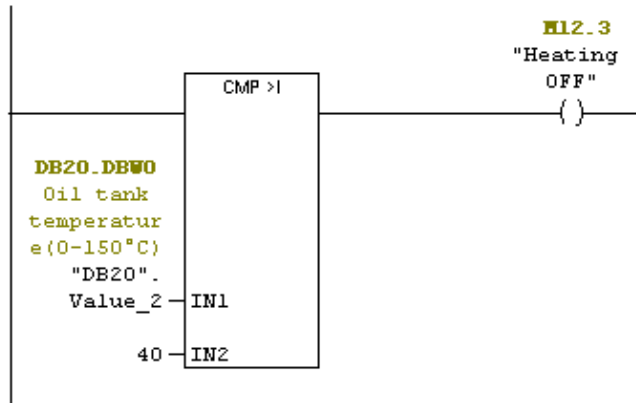 M12.3
"Heating
OFF"
CMP >I
( )
DB20.DBW0
Oil tank
temperatur
e(0-150°C)
"DB20".
Value_2 IN1
40 IN2